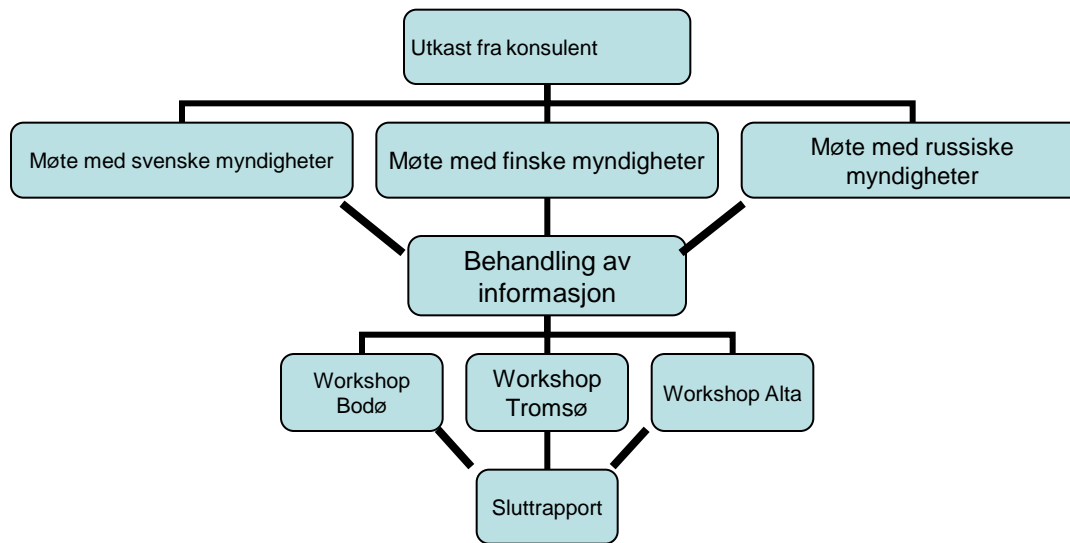 Utkast fra konsulent
Møte med svenske myndigheter
Møte med finske myndigheter
Møte med russiske
myndigheter
Behandling av
informasjon
Workshop
Bodø
Workshop
Tromsø
Workshop Alta
Sluttrapport